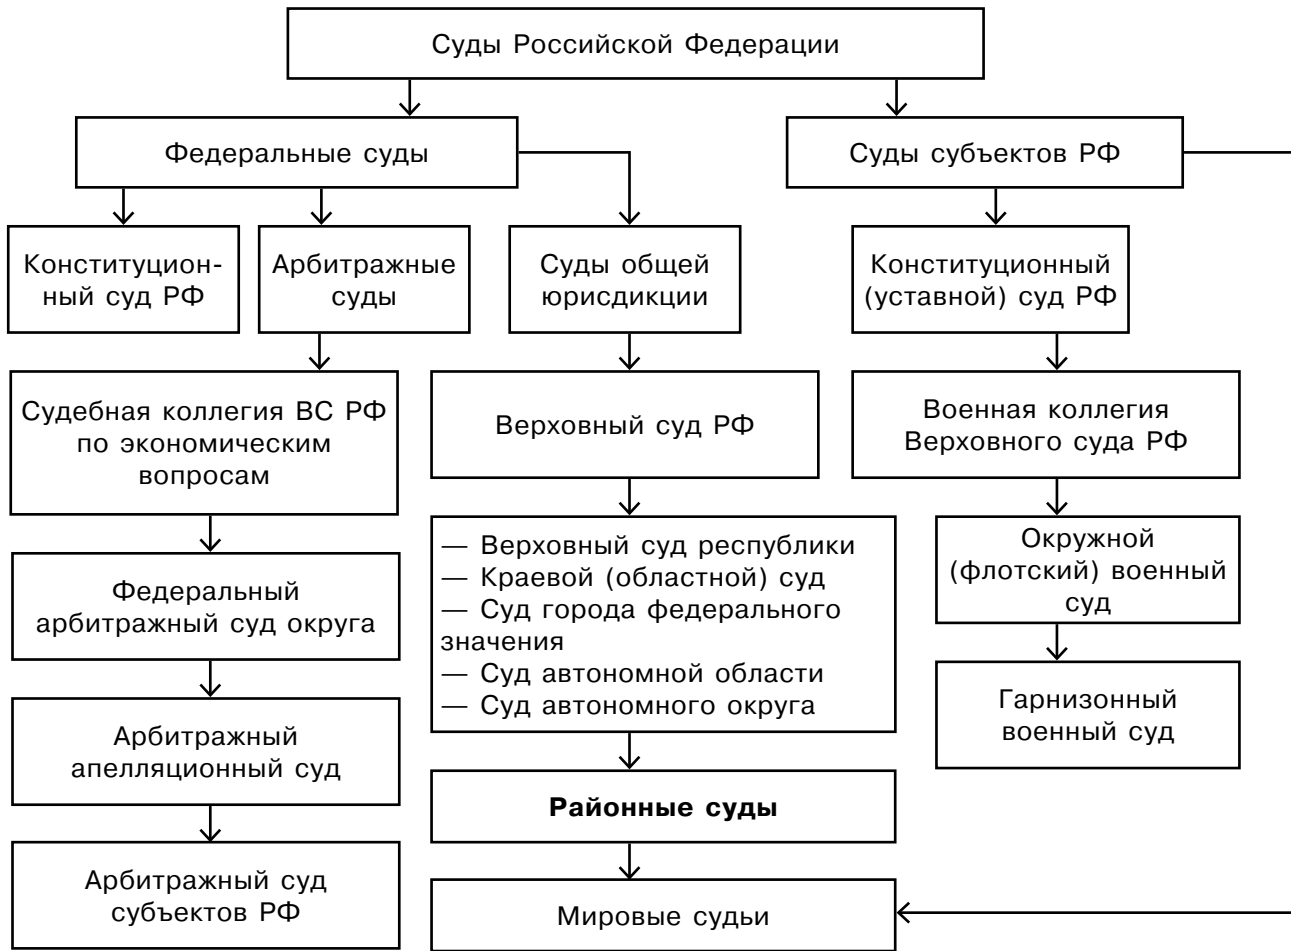 Суды Российской Федерации
Федеральные суды
Суды субъектов РФ
Конституцион-
ный суд РФ
Арбитражные
суды
Суды общей
юрисдикции
Конституционный
(уставной) суд РФ
Судебная коллегия ВС РФ
по экономическим
вопросам
Верховный суд РФ
Военная коллегия
Верховного суда РФ
Федеральный
арбитражный суд округа
— Верховный суд республики
— Краевой (областной) суд
— Суд города федерального
значения
— Суд автономной области
— Суд автономного округа
Окружной
(флотский) военный
суд
Арбитражный
апелляционный суд
Гарнизонный
военный суд
Районные суды
Арбитражный суд
субъектов РФ
Мировые судьи